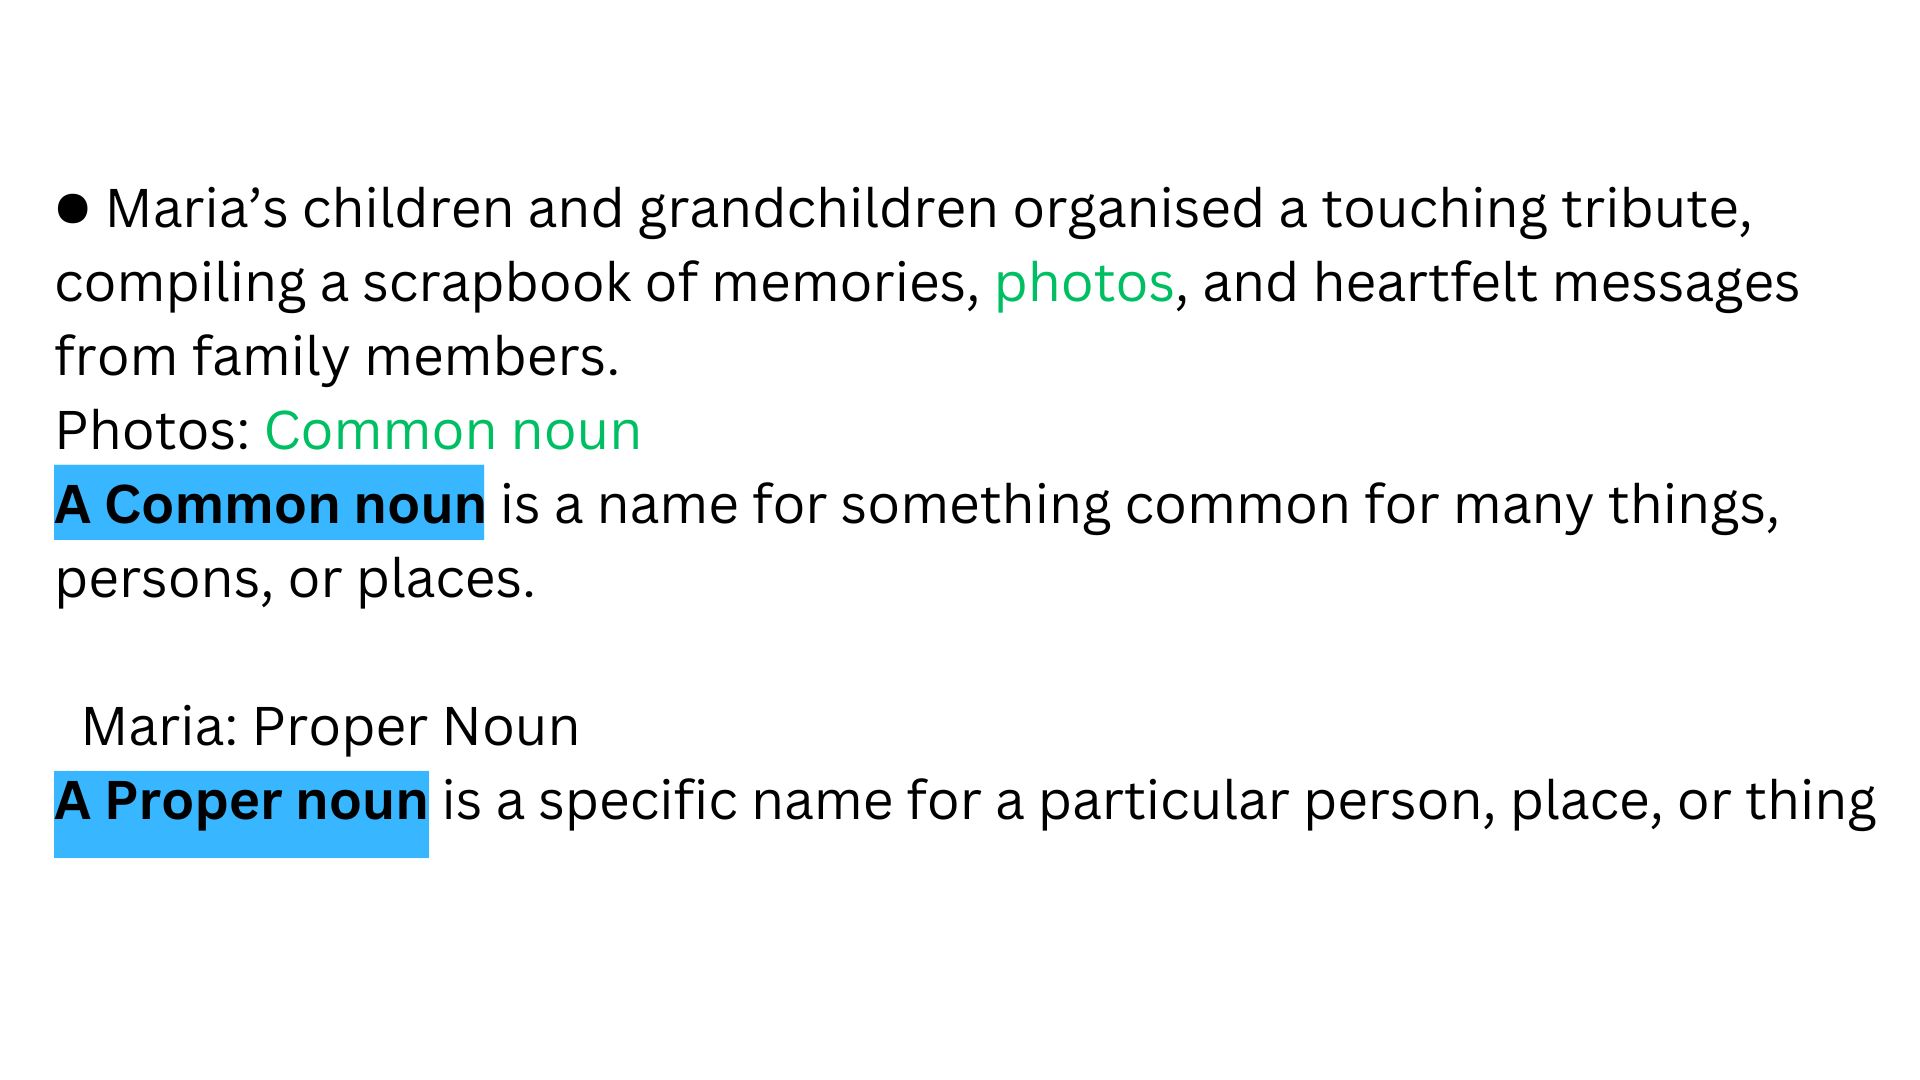 ● Maria’s children and grandchildren organised a touching tribute,
compiling a scrapbook of memories, photos, and heartfelt messages
from family members.
Photos: Common noun
A Common noun is a name for something common for many things,
persons, or places.
Maria: Proper Noun
A Proper noun is a specific name for a particular person, place, or thing